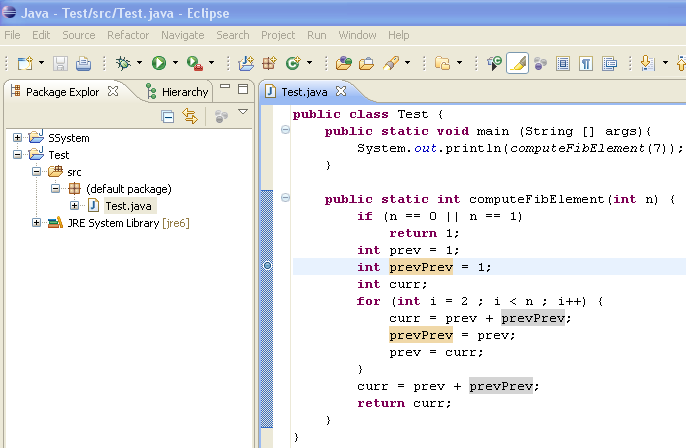 Java - Test/src/Test.java - Eclipse
File Edit Source Refactor Navigate Search Project Run Window Help
Package Explor Hierarchy
SSystem
Test
src
(default package)
Test.java
JRE System Library [jre6]
Test.java
public class Test {
public static void main (String [] args){
System.out.println(computeFibElement(7));
}
public static int computeFibElement(int n) {
if (n == 0 || n == 1)
return 1;
int prev = 1;
int prevPrev = 1;
int curr;
for (int i = 2 ; i < n ; i++) {
curr = prev + prevPrev;
prevPrev = prev;
prev = curr;
}
curr = prev + prevPrev;
return curr;
}
}